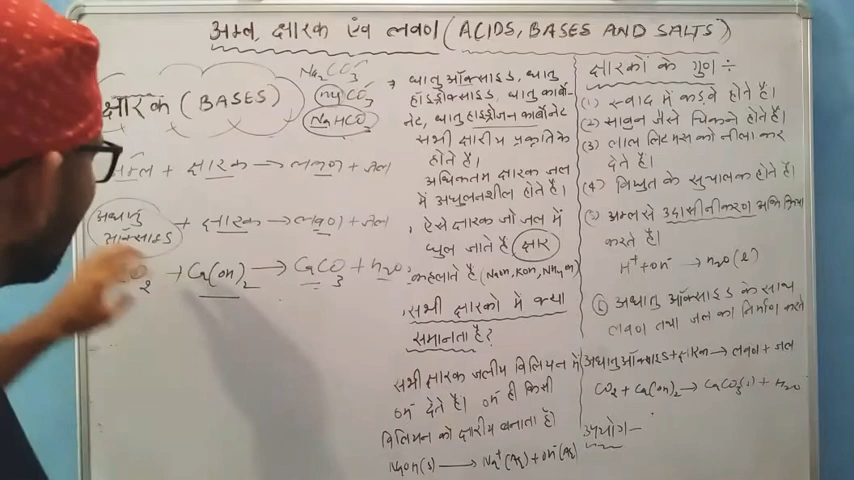 अम्ल, क्षारक एंव लवण (ACIDS, BASES AND SALTS)
क्षारक (BASES)
Na₂CO₃
CO₃
NaHCO₃
अम्ल + क्षारक → लवण + जल
अधातु ऑक्साइड + क्षारक → लवण + जल
O₂ + Ca(OH)₂ → CaCO₃ + H₂O
धातु ऑक्साइड, धातु
हाइड्रोक्साइड, धातु कार्बो-
नेट, धातु हाइड्रोजन कार्बोनेट
सभी क्षारीय प्रकृति के
होते है।
अधिकतम क्षारक जल
में अघुलनशील होते है।
ऐसे क्षारक जो जल में
घुल जाते है, क्षार
कहलाते है (NaOH, KOH, NH₄OH)
सभी क्षारको में क्या
समानता है?
सभी क्षारक जलीय विलियन में
OH⁻ देते है। OH⁻ ही किसी
विलियन को क्षारीय बनाता है।
NaOH(s) → Na⁺(Aq) + OH⁻(Aq)
क्षारकों के गुण ÷
(1) स्वाद में कड़वे होते है।
(2) साबुन जैसे चिकने होते है।
(3) लाल लिटमस को नीला कर
देते है।
(4) विधुत के सुचालक होते है।
(5) अम्ल से उदासीनीकरण अभिक्रिया
करते है।
H⁺ + OH⁻ → H₂O(l)
(6) अधातु ऑक्साइड के साथ
लवण तथा जल का निर्माण करते
अधातु ऑक्साइड + क्षारक → लवण + जल
CO₂ + Ca(OH)₂ → CaCO₃(s) + H₂O
उपयोग—